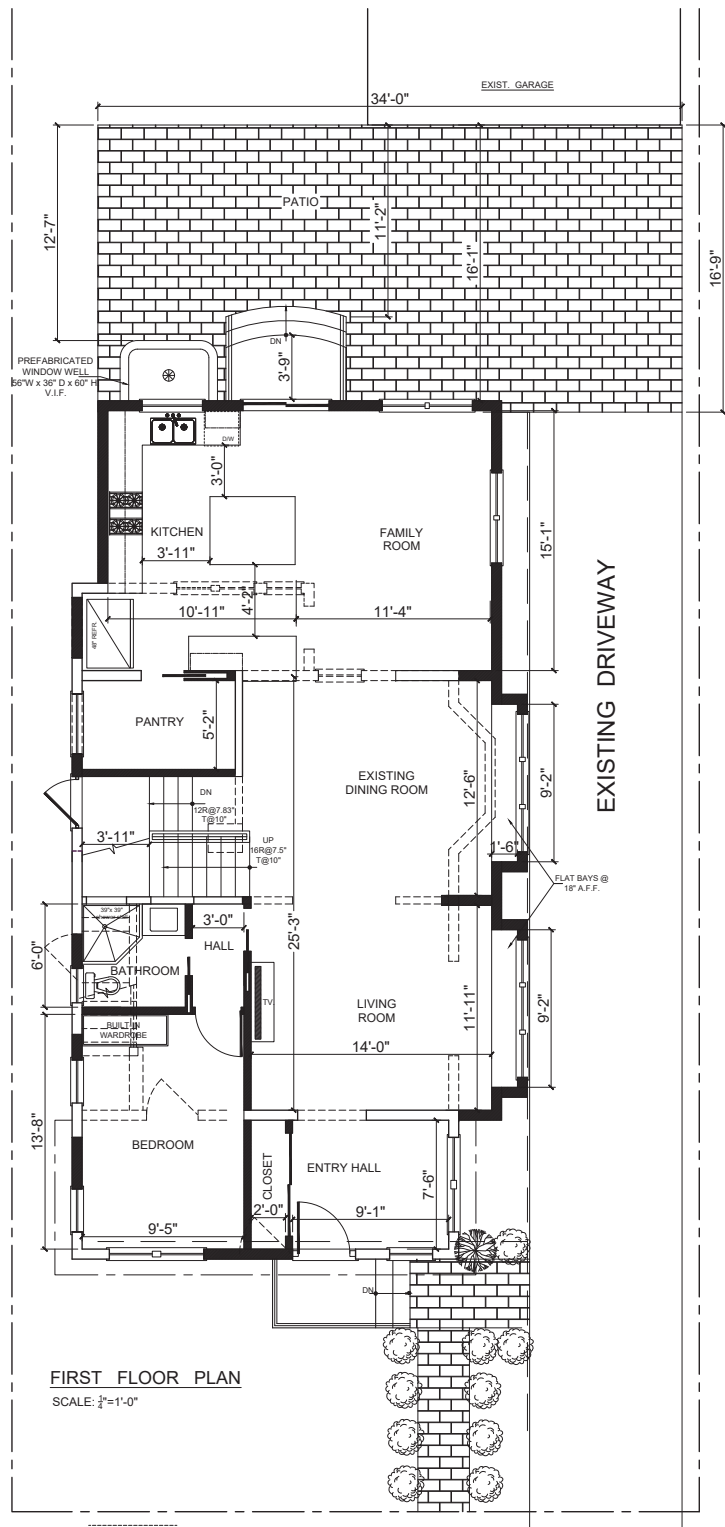 EXIST. GARAGE
34'-0"
12'-7"
PATIO
11'-2"
16'-1"
16'-9"
PREFABRICATED
WINDOW WELL
56"W x 36" D x 60" H
V.I.F.
DN
3'-9"
D/W
3'-0"
KITCHEN
FAMILY
ROOM
3'-11"
15'-1"
10'-11"
4'-2"
11'-4"
48" REFR.
EXISTING DRIVEWAY
PANTRY
5'-2"
EXISTING
DINING ROOM
12'-6"
9'-2"
DN
12R@7.83"
T@10"
3'-11"
UP
16R@7.5"
T@10"
1'-6"
FLAT BAYS @
18" A.F.F.
39"x 39"
3'-0"
HALL
25'-3"
6'-0"
BATHROOM
TV
LIVING
ROOM
11'-11"
9'-2"
BUILT-IN
WARDROBE
14'-0"
13'-8"
BEDROOM
CLOSET
ENTRY HALL
7'-6"
2'-0"
9'-1"
9'-5"
DN
FIRST FLOOR PLAN
SCALE: 1/4"=1'-0"